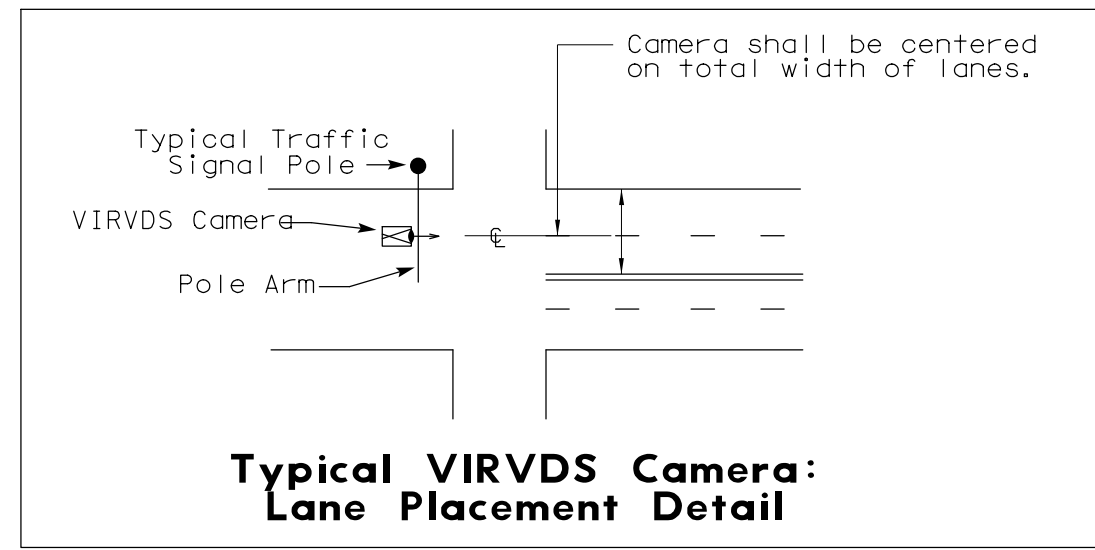 Camera shall be centered
on total width of lanes.
Typical Traffic
Signal Pole
VIRVDS Camera
℄
Pole Arm
Typical VIRVDS Camera:
Lane Placement Detail